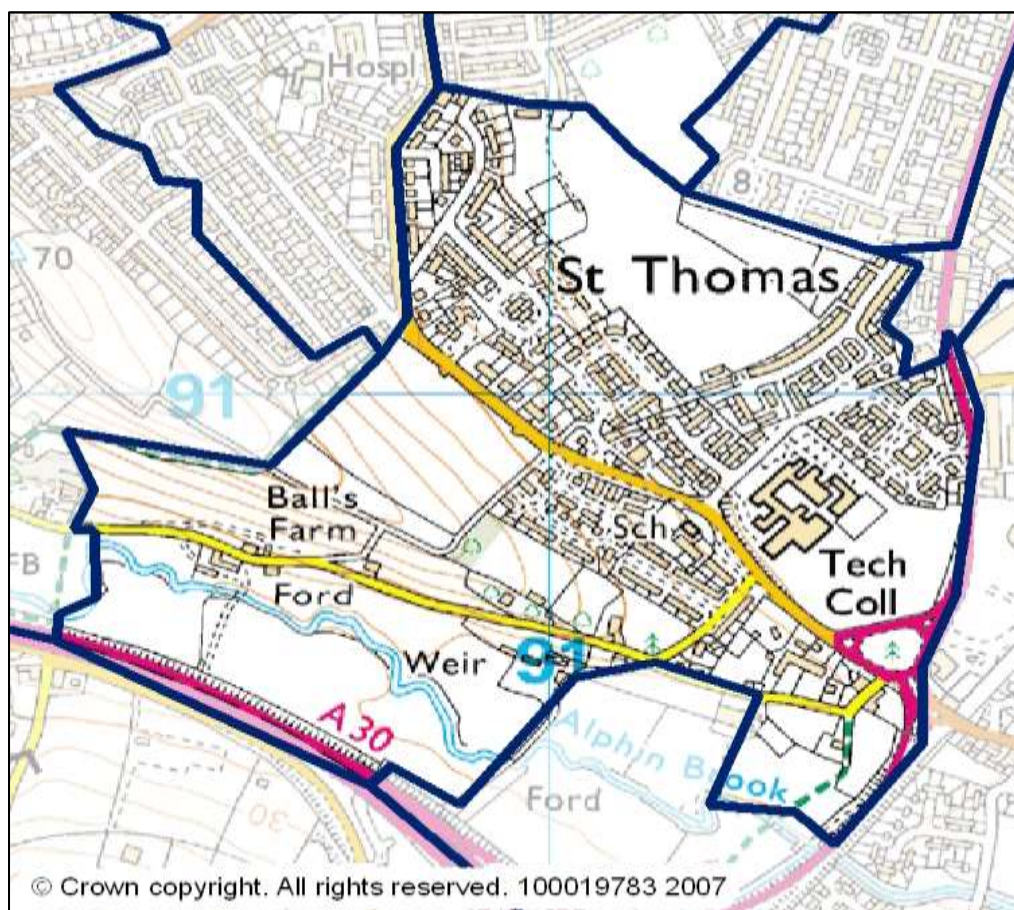 Hospl
8
St Thomas
70
91
Ball's
Farm
Sch
FB
Ford
Tech
Coll
Weir
91
A 30
Alphin Brook
Ford
30
© Crown copyright. All rights reserved. 100019783 2007